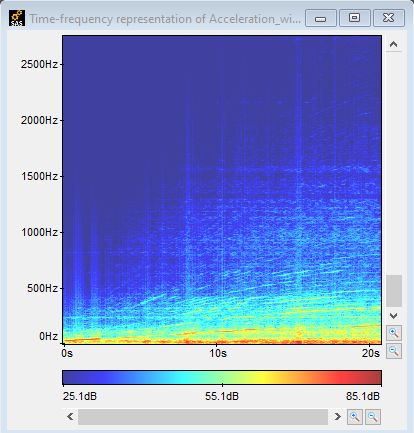 SAS
Time-frequency representation of Acceleration_wi...
2500Hz
2000Hz
1500Hz
1000Hz
500Hz
0Hz
0s 10s 20s
25.1dB 55.1dB 85.1dB